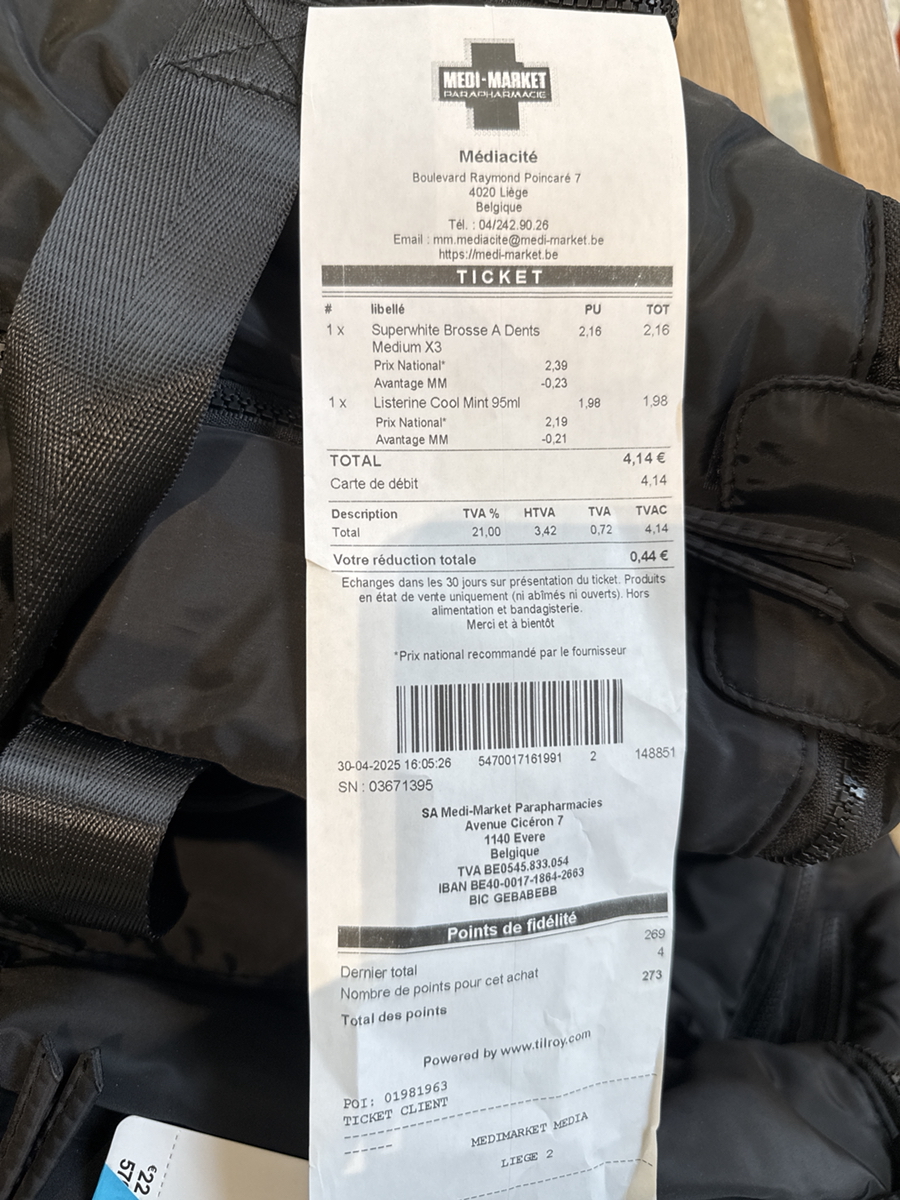 MEDI-MARKET
PARAPHARMACIE
Médiacité
Boulevard Raymond Poincaré 7
4020 Liège
Belgique
Tél. : 04/242.90.26
Email : mm.mediacite@medi-market.be
https://medi-market.be
TICKET
# libellé PU TOT
1 x Superwhite Brosse A Dents 2,16 2,16
Medium X3
Prix National* 2,39
Avantage MM -0,23
1 x Listerine Cool Mint 95ml 1,98 1,98
Prix National* 2,19
Avantage MM -0,21
TOTAL 4,14 €
Carte de débit 4,14
Description TVA % HTVA TVA TVAC
Total 21,00 3,42 0,72 4,14
Votre réduction totale 0,44 €
Echanges dans les 30 jours sur présentation du ticket. Produits
en état de vente uniquement (ni abîmés ni ouverts). Hors
alimentation et bandagisterie.
Merci et à bientôt
*Prix national recommandé par le fournisseur
30-04-2025 16:05:26 5470017161991 2 148851
SN : 03671395
SA Medi-Market Parapharmacies
Avenue Cicéron 7
1140 Evere
Belgique
TVA BE0545.833.054
IBAN BE40-0017-1864-2663
BIC GEBABEBB
Points de fidélité
Dernier total 269
Nombre de points pour cet achat 4
Total des points 273
Powered by www.tilroy.com
POI: 01981963
TICKET CLIENT
MEDIMARKET MEDIA
LIEGE 2
€22